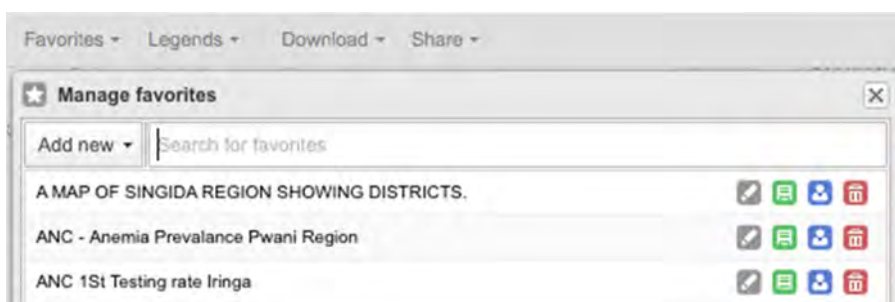 Favorites Legends Download Share
Manage favorites
Add new Search for favorites
A MAP OF SINGIDA REGION SHOWING DISTRICTS.
ANC - Anemia Prevalance Pwani Region
ANC 1St Testing rate Iringa